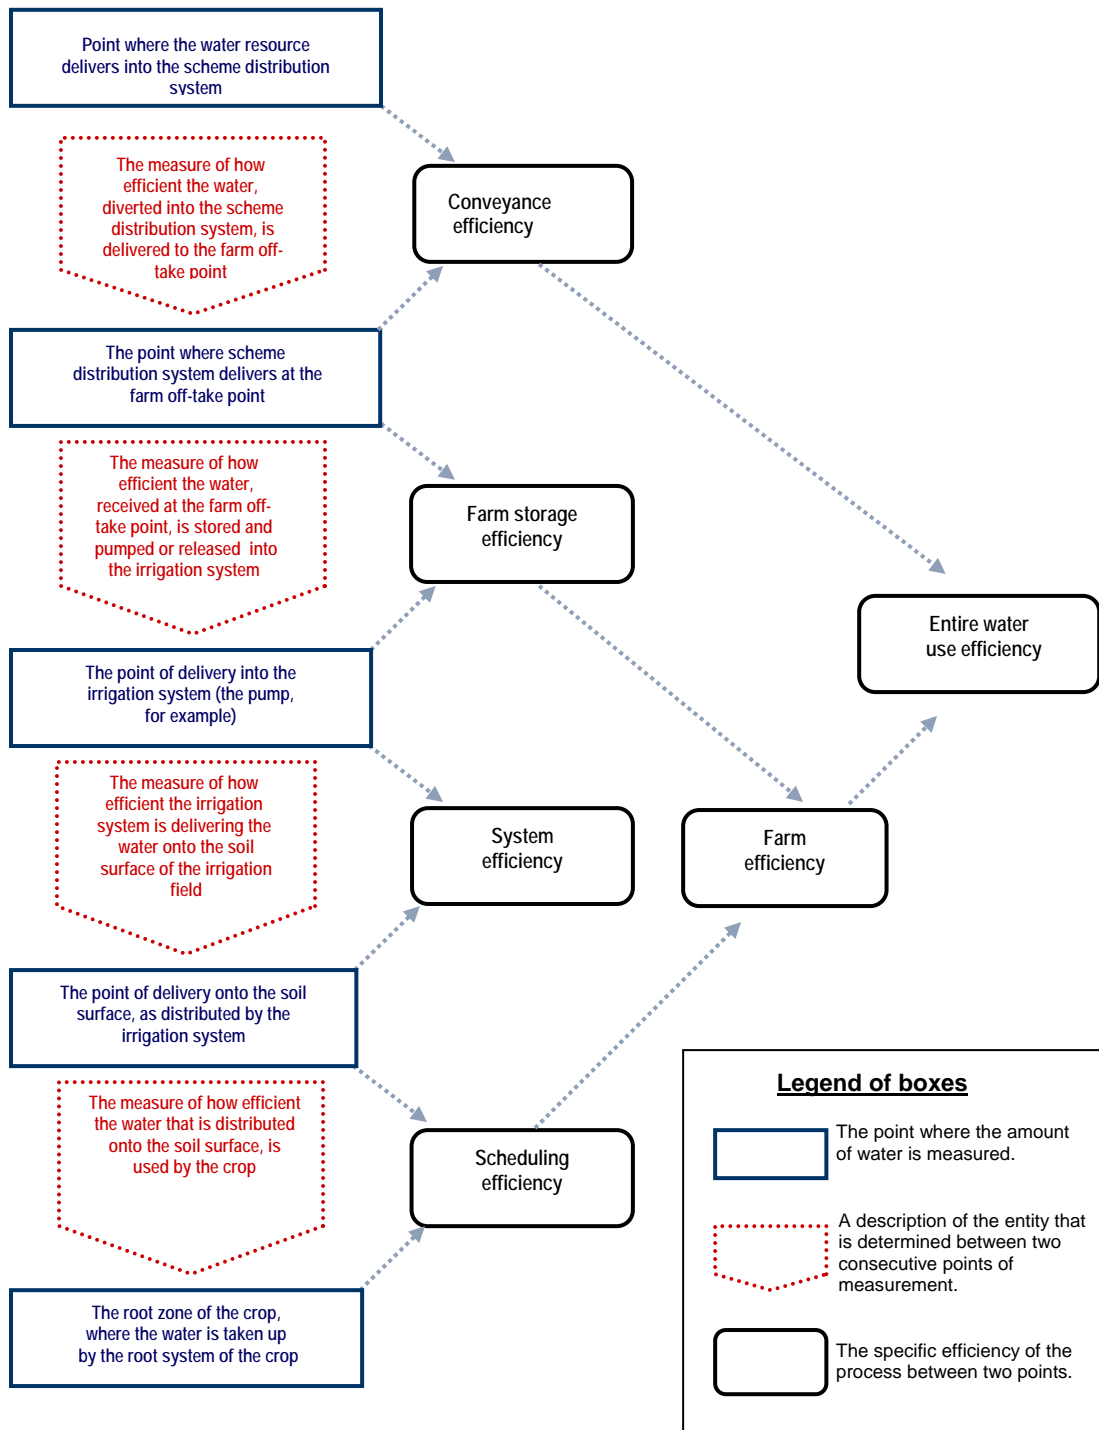 Point where the water resource
delivers into the scheme distribution
system
The measure of how
efficient the water,
diverted into the scheme
distribution system, is
delivered to the farm off-
take point
Conveyance
efficiency
The point where scheme
distribution system delivers at the
farm off-take point
The measure of how
efficient the water,
received at the farm off-
take point, is stored and
pumped or released into
the irrigation system
Farm storage
efficiency
Entire water
use efficiency
The point of delivery into the
irrigation system (the pump,
for example)
The measure of how
efficient the irrigation
system is delivering the
water onto the soil
surface of the irrigation
field
System
efficiency
Farm
efficiency
The point of delivery onto the soil
surface, as distributed by the
irrigation system
The measure of how efficient
the water that is distributed
onto the soil surface, is
used by the crop
Scheduling
efficiency
The root zone of the crop,
where the water is taken up
by the root system of the crop
Legend of boxes
The point where the amount
of water is measured.
A description of the entity that
is determined between two
consecutive points of
measurement.
The specific efficiency of the
process between two points.